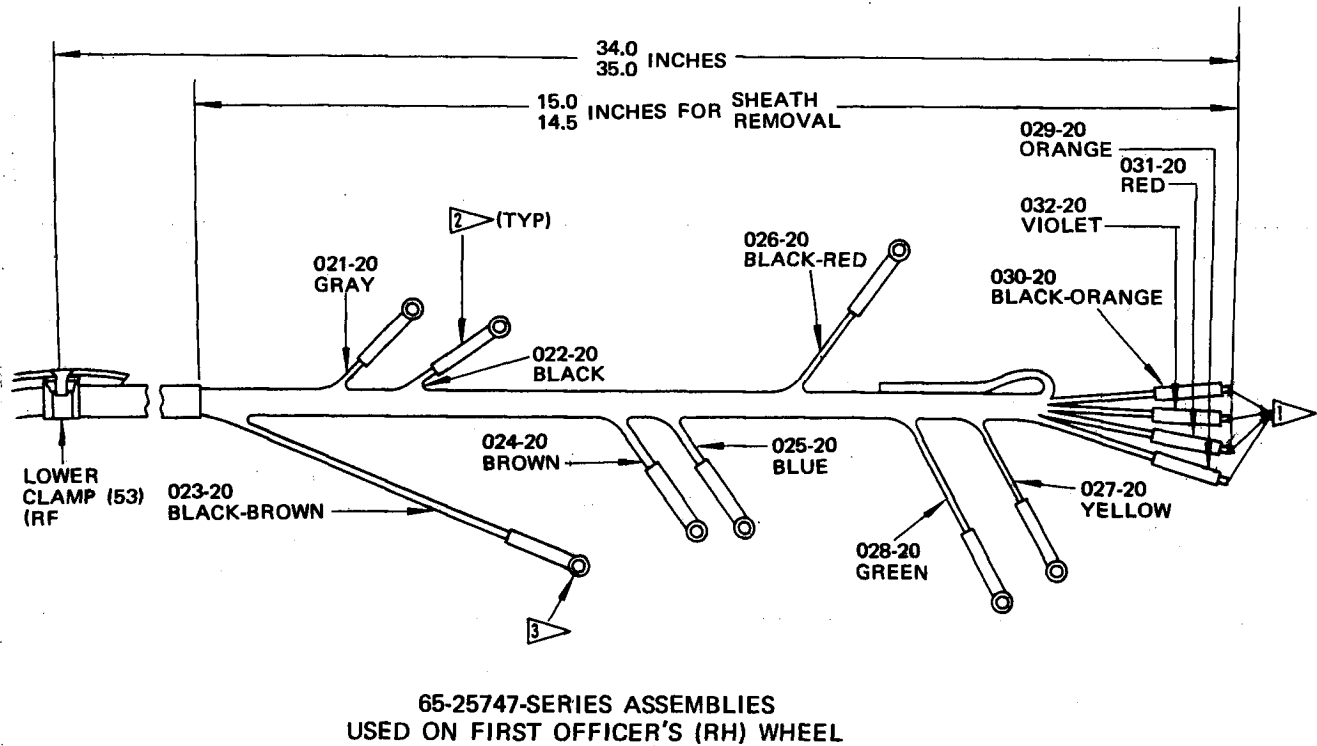 34.0
35.0 INCHES
15.0
14.5 INCHES FOR SHEATH
REMOVAL
029-20
ORANGE
031-20
RED
032-20
VIOLET
030-20
BLACK-ORANGE
2 (TYP)
026-20
BLACK-RED
021-20
GRAY
022-20
BLACK
1
024-20
BROWN
025-20
BLUE
LOWER
CLAMP (53)
(RF
023-20
BLACK-BROWN
027-20
YELLOW
028-20
GREEN
3
65-25747-SERIES ASSEMBLIES
USED ON FIRST OFFICER'S (RH) WHEEL